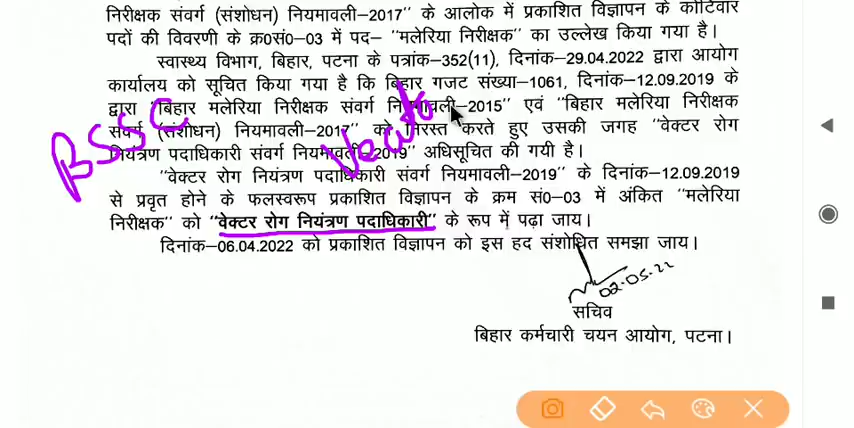 निरीक्षक संवर्ग (संशोधन) नियमावली-2017" के आलोक में प्रकाशित विज्ञापन के कोटिवार
पदों की विवरणी के क्र0सं0-03 में पद- "मलेरिया निरीक्षक" का उल्लेख किया गया है।
स्वास्थ्य विभाग, बिहार, पटना के पत्रांक-352(11), दिनांक-29.04.2022 द्वारा आयोग
कार्यालय को सूचित किया गया है कि बिहार गजट संख्या-1061, दिनांक-12.09.2019 के
द्वारा "बिहार मलेरिया निरीक्षक संवर्ग नियमावली-2015" एवं "बिहार मलेरिया निरीक्षक
संवर्ग (संशोधन) नियमावली-2017" को निरस्त करते हुए उसकी जगह "वेक्टर रोग
नियंत्रण पदाधिकारी संवर्ग नियमावली-2019" अधिसूचित की गयी है।
"वेक्टर रोग नियंत्रण पदाधिकारी संवर्ग नियमावली-2019" के दिनांक-12.09.2019
से प्रवृत होने के फलस्वरूप प्रकाशित विज्ञापन के क्रम सं0-03 में अंकित "मलेरिया
निरीक्षक" को "वेक्टर रोग नियंत्रण पदाधिकारी" के रूप में पढ़ा जाय।
दिनांक-06.04.2022 को प्रकाशित विज्ञापन को इस हद संशोधित समझा जाय।
02-05-22
सचिव
बिहार कर्मचारी चयन आयोग, पटना।
BSSC